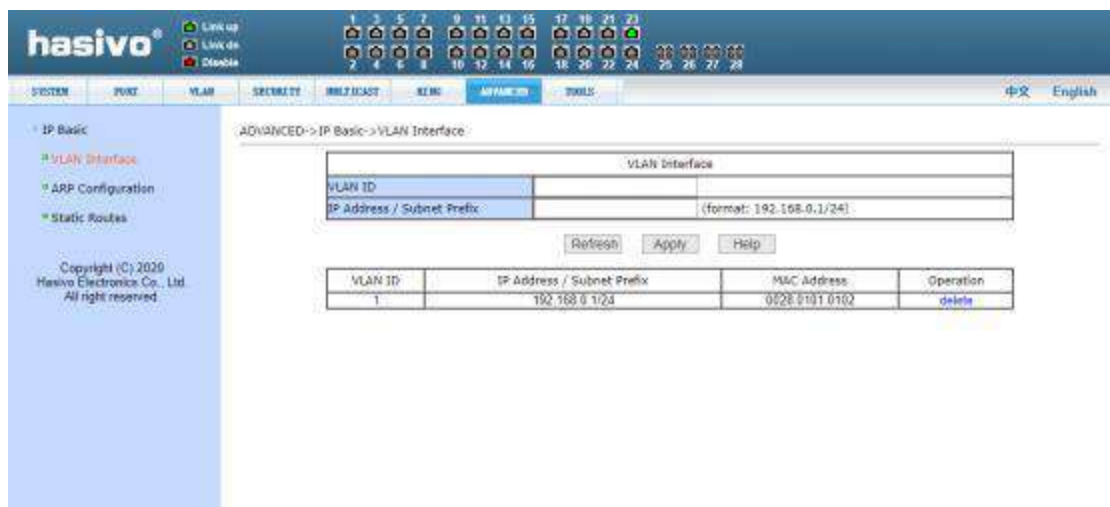 hasivo®
Link up
Link dn
Disable
1 3 5 7 9 11 13 15 17 19 21 23
2 4 6 8 10 12 14 16 18 20 22 24 25 26 27 28
SYSTEM PORT VLAN SECURITY MULTICAST RING ADVANCED TOOLS 中文 English
IP Basic
VLAN Interface
ARP Configuration
Static Routes
Copyright (C) 2020
Hasivo Electronics Co., Ltd.
All right reserved
ADVANCED->IP Basic->VLAN Interface
VLAN Interface
VLAN ID
IP Address / Subnet Prefix (format: 192.168.0.1/24)
Refresh Apply Help
VLAN ID IP Address / Subnet Prefix MAC Address Operation
1 192.168.0.1/24 0028.0101.0102 delete